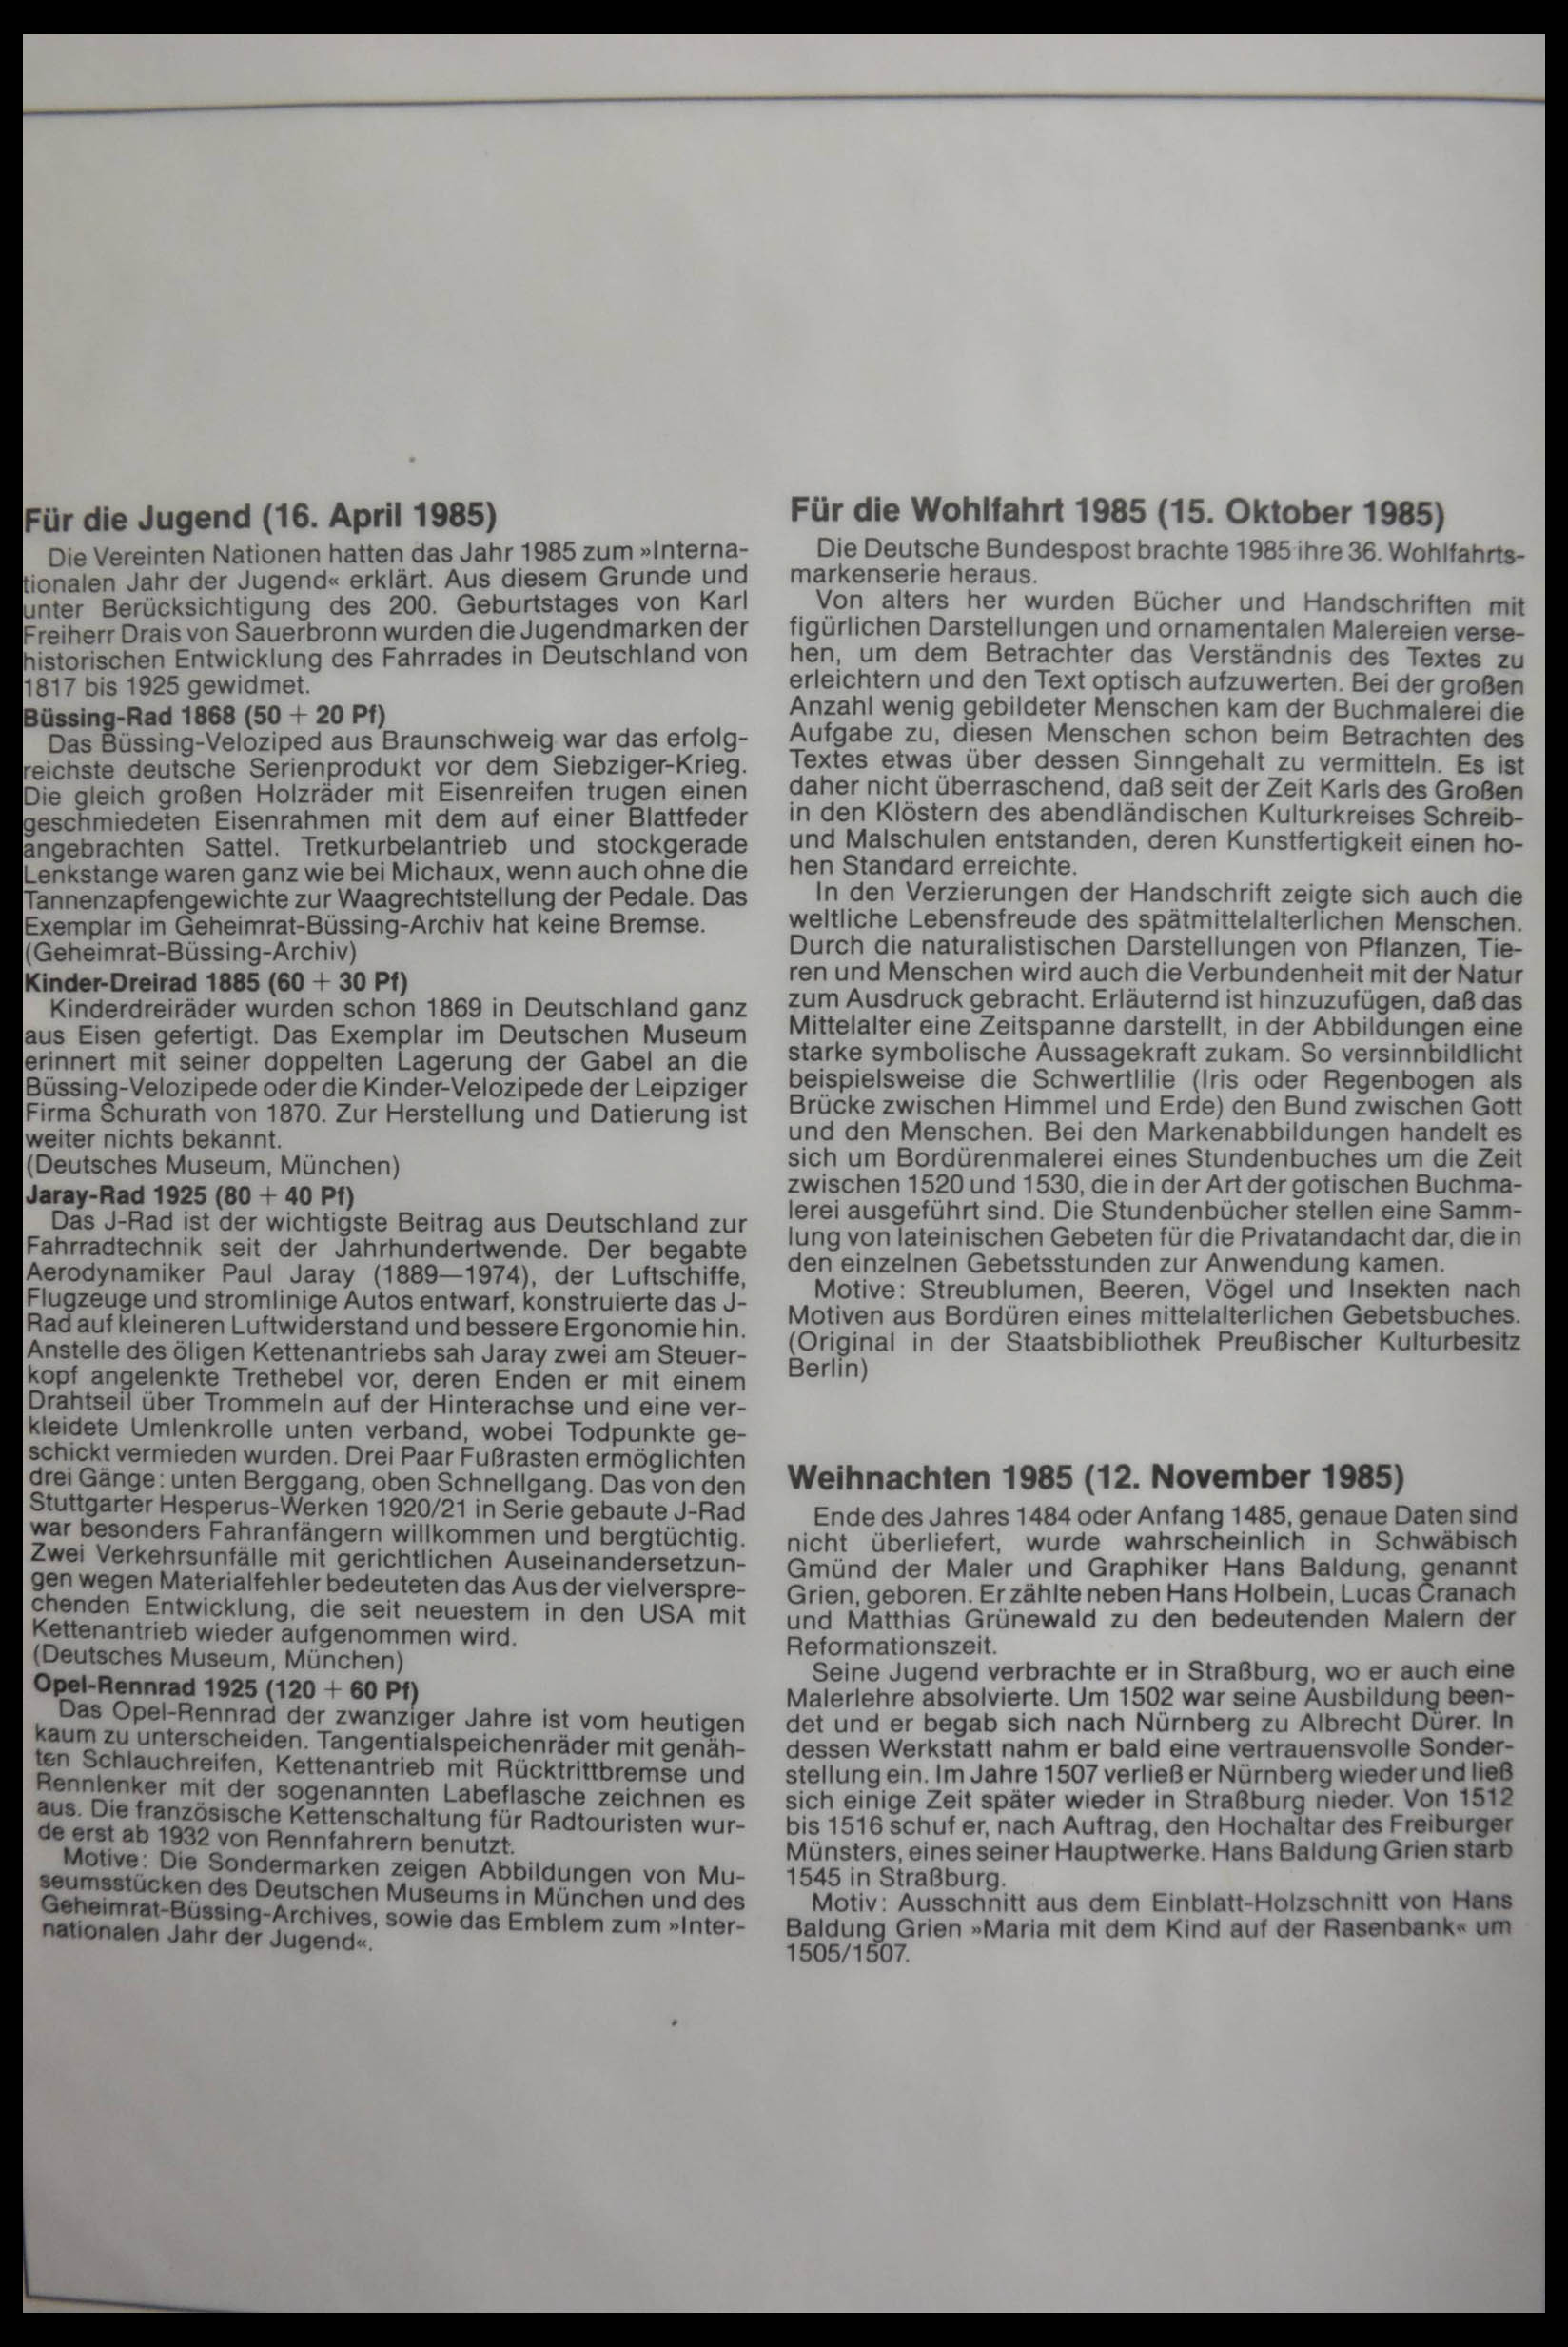 Für die Jugend (16. April 1985)
Die Vereinten Nationen hatten das Jahr 1985 zum »Interna-
tionalen Jahr der Jugend« erklärt. Aus diesem Grunde und
unter Berücksichtigung des 200. Geburtstages von Karl
Freiherr Drais von Sauerbronn wurden die Jugendmarken der
historischen Entwicklung des Fahrrades in Deutschland von
1817 bis 1925 gewidmet.
Büssing-Rad 1868 (50 + 20 Pf)
Das Büssing-Veloziped aus Braunschweig war das erfolg-
reichste deutsche Serienprodukt vor dem Siebziger-Krieg.
Die gleich großen Holzräder mit Eisenreifen trugen einen
geschmiedeten Eisenrahmen mit dem auf einer Blattfeder
angebrachten Sattel. Tretkurbelantrieb und stockgerade
Lenkstange waren ganz wie bei Michaux, wenn auch ohne die
Tannenzapfengewichte zur Waagrechtstellung der Pedale. Das
Exemplar im Geheimrat-Büssing-Archiv hat keine Bremse.
(Geheimrat-Büssing-Archiv)
Kinder-Dreirad 1885 (60 + 30 Pf)
Kinderdreiräder wurden schon 1869 in Deutschland ganz
aus Eisen gefertigt. Das Exemplar im Deutschen Museum
erinnert mit seiner doppelten Lagerung der Gabel an die
Büssing-Velozipede oder die Kinder-Velozipede der Leipziger
Firma Schurath von 1870. Zur Herstellung und Datierung ist
weiter nichts bekannt.
(Deutsches Museum, München)
Jaray-Rad 1925 (80 + 40 Pf)
Das J-Rad ist der wichtigste Beitrag aus Deutschland zur
Fahrradtechnik seit der Jahrhundertwende. Der begabte
Aerodynamiker Paul Jaray (1889—1974), der Luftschiffe,
Flugzeuge und stromlinige Autos entwarf, konstruierte das J-
Rad auf kleineren Luftwiderstand und bessere Ergonomie hin.
Anstelle des öligen Kettenantriebs sah Jaray zwei am Steuer-
kopf angelenkte Trethebel vor, deren Enden er mit einem
Drahtseil über Trommeln auf der Hinterachse und eine ver-
kleidete Umlenkrolle unten verband, wobei Todpunkte ge-
schickt vermieden wurden. Drei Paar Fußrasten ermöglichten
drei Gänge: unten Berggang, oben Schnellgang. Das von den
Stuttgarter Hesperus-Werken 1920/21 in Serie gebaute J-Rad
war besonders Fahranfängern willkommen und bergtüchtig.
Zwei Verkehrsunfälle mit gerichtlichen Auseinandersetzun-
gen wegen Materialfehler bedeuteten das Aus der vielverspre-
chenden Entwicklung, die seit neuestem in den USA mit
Kettenantrieb wieder aufgenommen wird.
(Deutsches Museum, München)
Opel-Rennrad 1925 (120 + 60 Pf)
Das Opel-Rennrad der zwanziger Jahre ist vom heutigen
kaum zu unterscheiden. Tangentialspeichenräder mit genäh-
ten Schlauchreifen, Kettenantrieb mit Rücktrittbremse und
Rennlenker mit der sogenannten Labeflasche zeichnen es
aus. Die französische Kettenschaltung für Radtouristen wur-
de erst ab 1932 von Rennfahrern benutzt.
Motive: Die Sondermarken zeigen Abbildungen von Mu-
seumsstücken des Deutschen Museums in München und des
Geheimrat-Büssing-Archives, sowie das Emblem zum »Inter-
nationalen Jahr der Jugend«.
Für die Wohlfahrt 1985 (15. Oktober 1985)
Die Deutsche Bundespost brachte 1985 ihre 36. Wohlfahrts-
markenserie heraus.
Von alters her wurden Bücher und Handschriften mit
figürlichen Darstellungen und ornamentalen Malereien verse-
hen, um dem Betrachter das Verständnis des Textes zu
erleichtern und den Text optisch aufzuwerten. Bei der großen
Anzahl wenig gebildeter Menschen kam der Buchmalerei die
Aufgabe zu, diesen Menschen schon beim Betrachten des
Textes etwas über dessen Sinngehalt zu vermitteln. Es ist
daher nicht überraschend, daß seit der Zeit Karls des Großen
in den Klöstern des abendländischen Kulturkreises Schreib-
und Malschulen entstanden, deren Kunstfertigkeit einen ho-
hen Standard erreichte.
In den Verzierungen der Handschrift zeigte sich auch die
weltliche Lebensfreude des spätmittelalterlichen Menschen.
Durch die naturalistischen Darstellungen von Pflanzen, Tie-
ren und Menschen wird auch die Verbundenheit mit der Natur
zum Ausdruck gebracht. Erläuternd ist hinzuzufügen, daß das
Mittelalter eine Zeitspanne darstellt, in der Abbildungen eine
starke symbolische Aussagekraft zukam. So versinnbildlicht
beispielsweise die Schwertlilie (Iris oder Regenbogen als
Brücke zwischen Himmel und Erde) den Bund zwischen Gott
und den Menschen. Bei den Markenabbildungen handelt es
sich um Bordürenmalerei eines Stundenbuches um die Zeit
zwischen 1520 und 1530, die in der Art der gotischen Buchma-
lerei ausgeführt sind. Die Stundenbücher stellen eine Samm-
lung von lateinischen Gebeten für die Privatandacht dar, die in
den einzelnen Gebetsstunden zur Anwendung kamen.
Motive: Streublumen, Beeren, Vögel und Insekten nach
Motiven aus Bordüren eines mittelalterlichen Gebetsbuches.
(Original in der Staatsbibliothek Preußischer Kulturbesitz
Berlin)
Weihnachten 1985 (12. November 1985)
Ende des Jahres 1484 oder Anfang 1485, genaue Daten sind
nicht überliefert, wurde wahrscheinlich in Schwäbisch
Gmünd der Maler und Graphiker Hans Baldung, genannt
Grien, geboren. Er zählte neben Hans Holbein, Lucas Cranach
und Matthias Grünewald zu den bedeutenden Malern der
Reformationszeit.
Seine Jugend verbrachte er in Straßburg, wo er auch eine
Malerlehre absolvierte. Um 1502 war seine Ausbildung been-
det und er begab sich nach Nürnberg zu Albrecht Dürer. In
dessen Werkstatt nahm er bald eine vertrauensvolle Sonder-
stellung ein. Im Jahre 1507 verließ er Nürnberg wieder und ließ
sich einige Zeit später wieder in Straßburg nieder. Von 1512
bis 1516 schuf er, nach Auftrag, den Hochaltar des Freiburger
Münsters, eines seiner Hauptwerke. Hans Baldung Grien starb
1545 in Straßburg.
Motiv: Ausschnitt aus dem Einblatt-Holzschnitt von Hans
Baldung Grien »Maria mit dem Kind auf der Rasenbank« um
1505/1507.